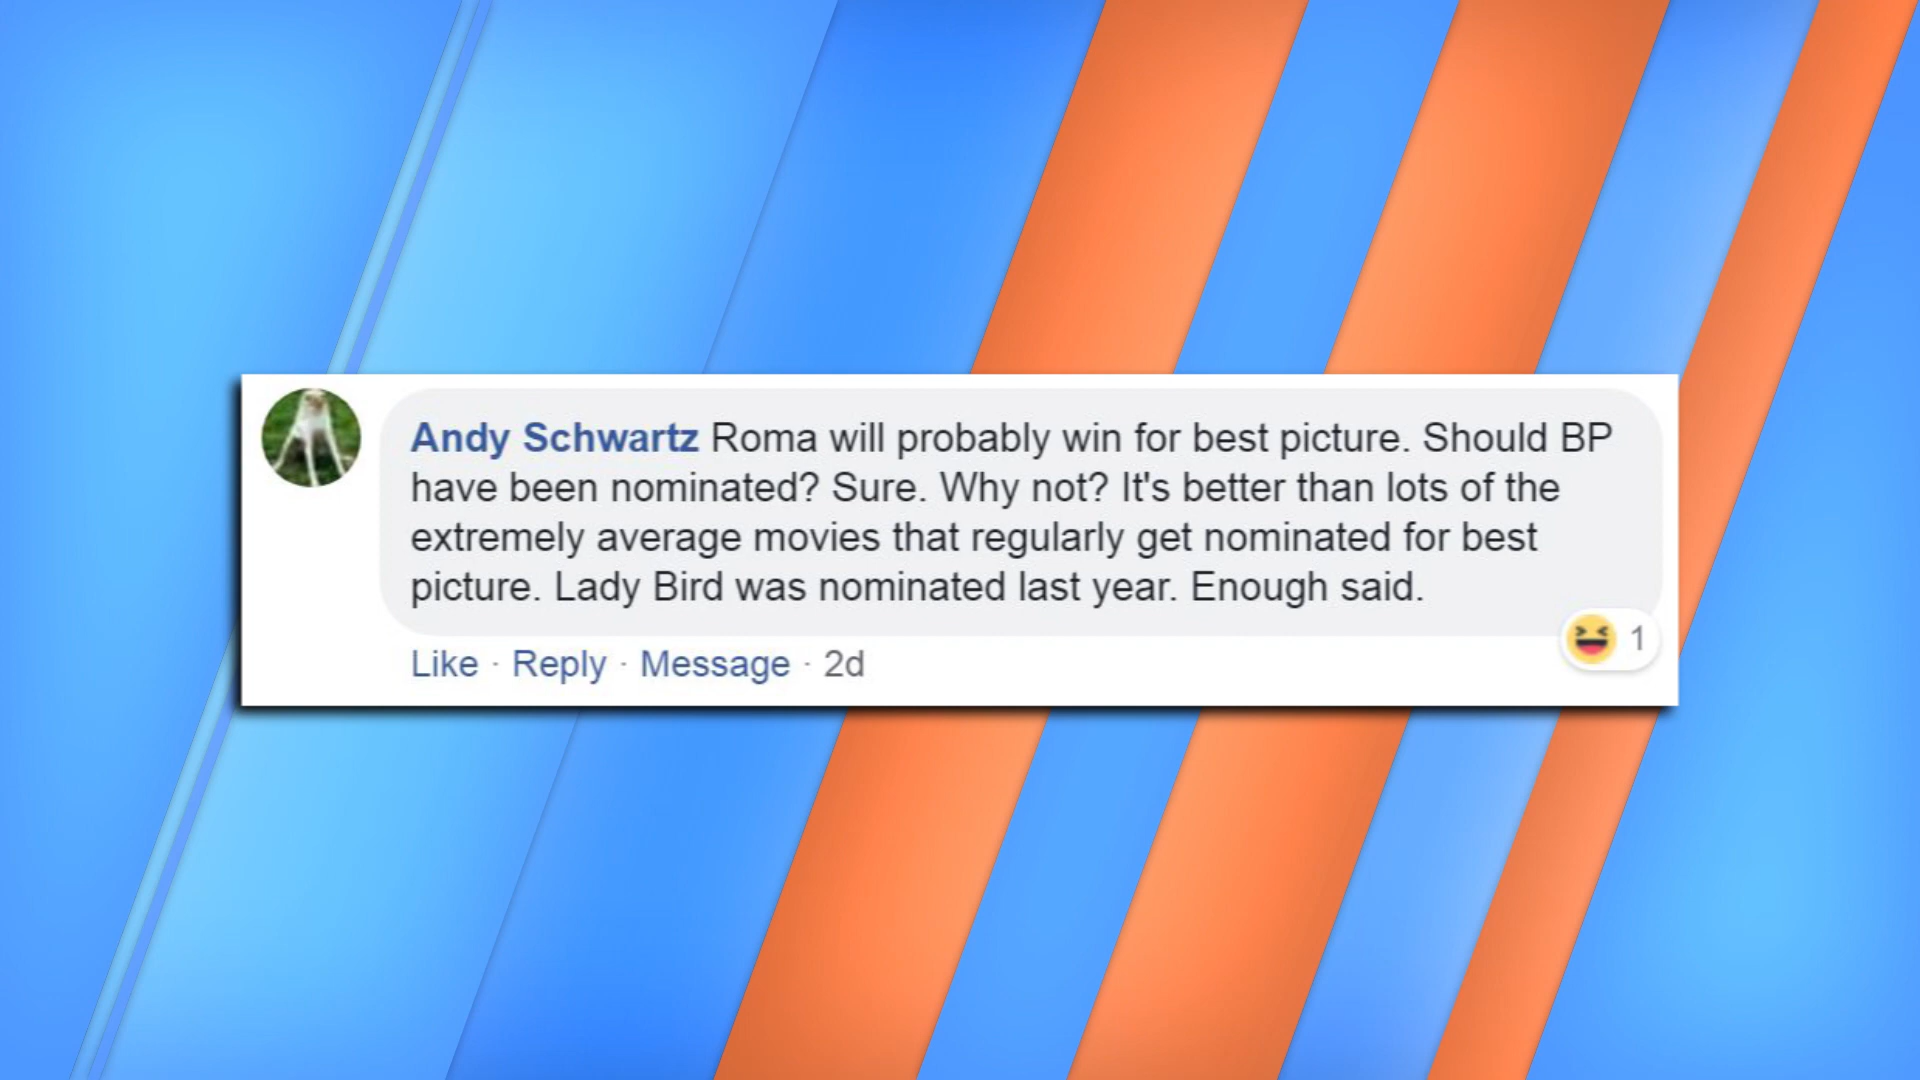 Andy Schwartz Roma will probably win for best picture. Should BP
have been nominated? Sure. Why not? It's better than lots of the
extremely average movies that regularly get nominated for best
picture. Lady Bird was nominated last year. Enough said.
1
Like · Reply · Message · 2d